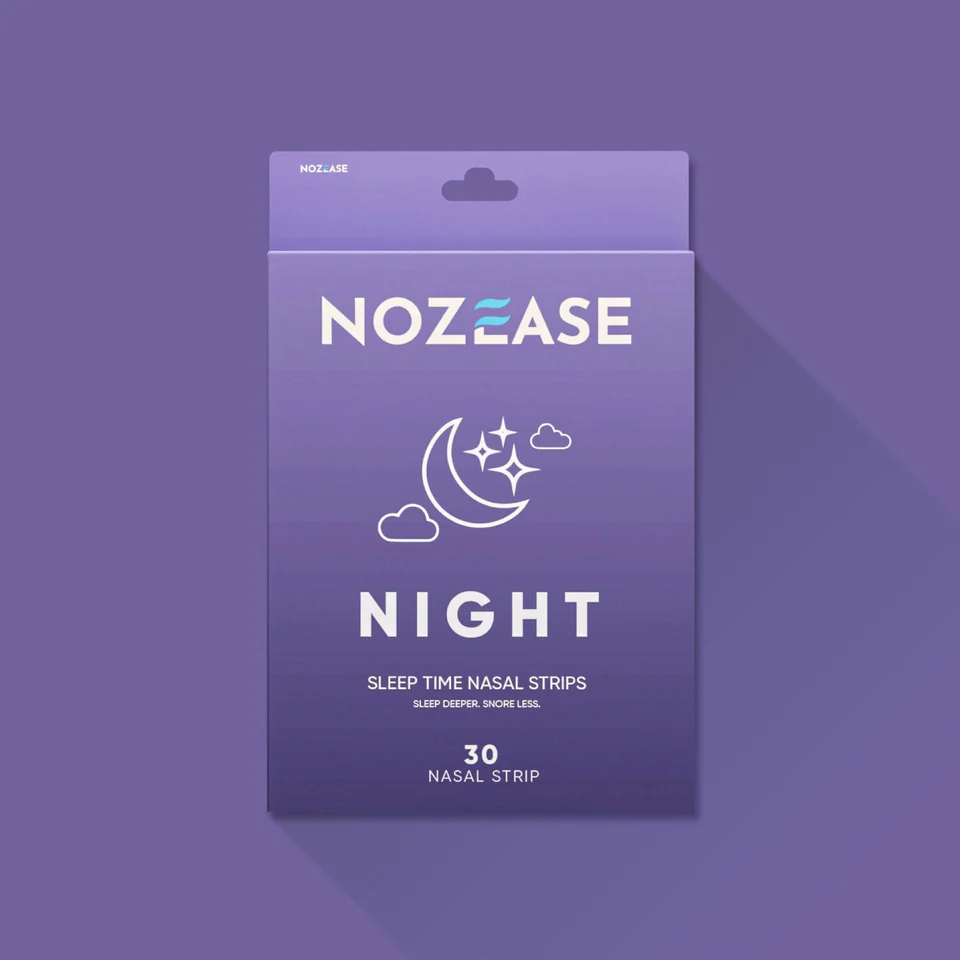 NOZEASE
NOZEASE
NIGHT
SLEEP TIME NASAL STRIPS
SLEEP DEEPER. SNORE LESS.
30
NASAL STRIP